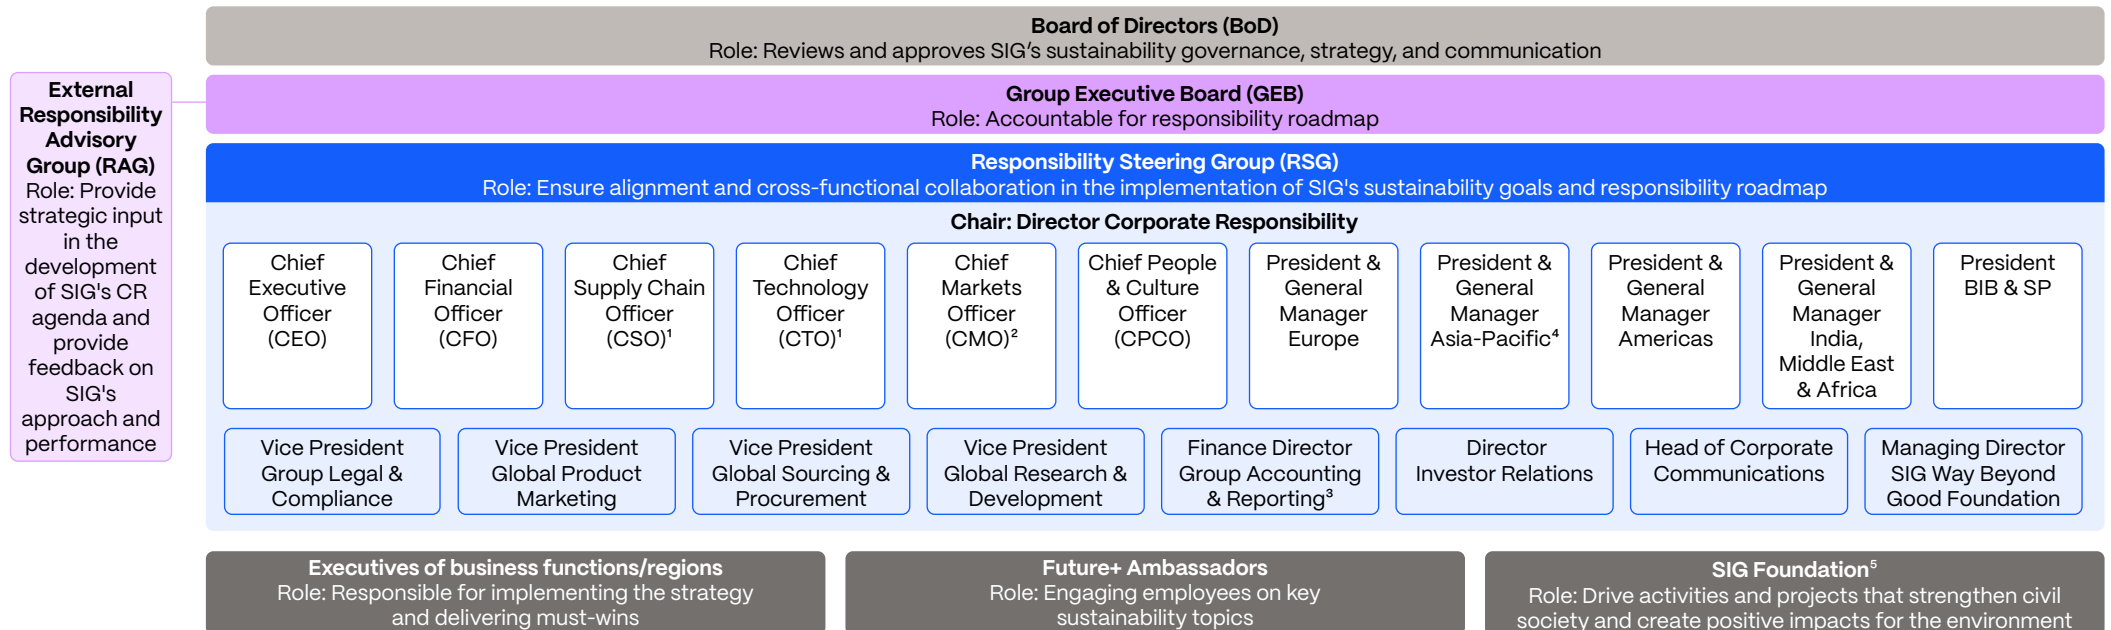 Board of Directors (BoD)
Role: Reviews and approves SIG’s sustainability governance, strategy, and communication
External
Responsibility
Advisory
Group (RAG)
Role: Provide
strategic input
in the
development
of SIG's CR
agenda and
provide
feedback on
SIG's
approach and
performance
Group Executive Board (GEB)
Role: Accountable for responsibility roadmap
Responsibility Steering Group (RSG)
Role: Ensure alignment and cross-functional collaboration in the implementation of SIG's sustainability goals and responsibility roadmap
Chair: Director Corporate Responsibility
Chief
Executive
Officer
(CEO)
Chief
Financial
Officer
(CFO)
Chief
Supply Chain
Officer
(CSO)¹
Chief
Technology
Officer
(CTO)¹
Chief
Markets
Officer
(CMO)²
Chief People
& Culture
Officer
(CPCO)
President &
General
Manager
Europe
President &
General
Manager
Asia-Pacific⁴
President &
General
Manager
Americas
President &
General
Manager
India,
Middle East
& Africa
President
BIB & SP
Vice President
Group Legal &
Compliance
Vice President
Global Product
Marketing
Vice President
Global Sourcing &
Procurement
Vice President
Global Research &
Development
Finance Director
Group Accounting
& Reporting³
Director
Investor Relations
Head of Corporate
Communications
Managing Director
SIG Way Beyond
Good Foundation
Executives of business functions/regions
Role: Responsible for implementing the strategy
and delivering must-wins
Future+ Ambassadors
Role: Engaging employees on key
sustainability topics
SIG Foundation⁵
Role: Drive activities and projects that strengthen civil
society and create positive impacts for the environment